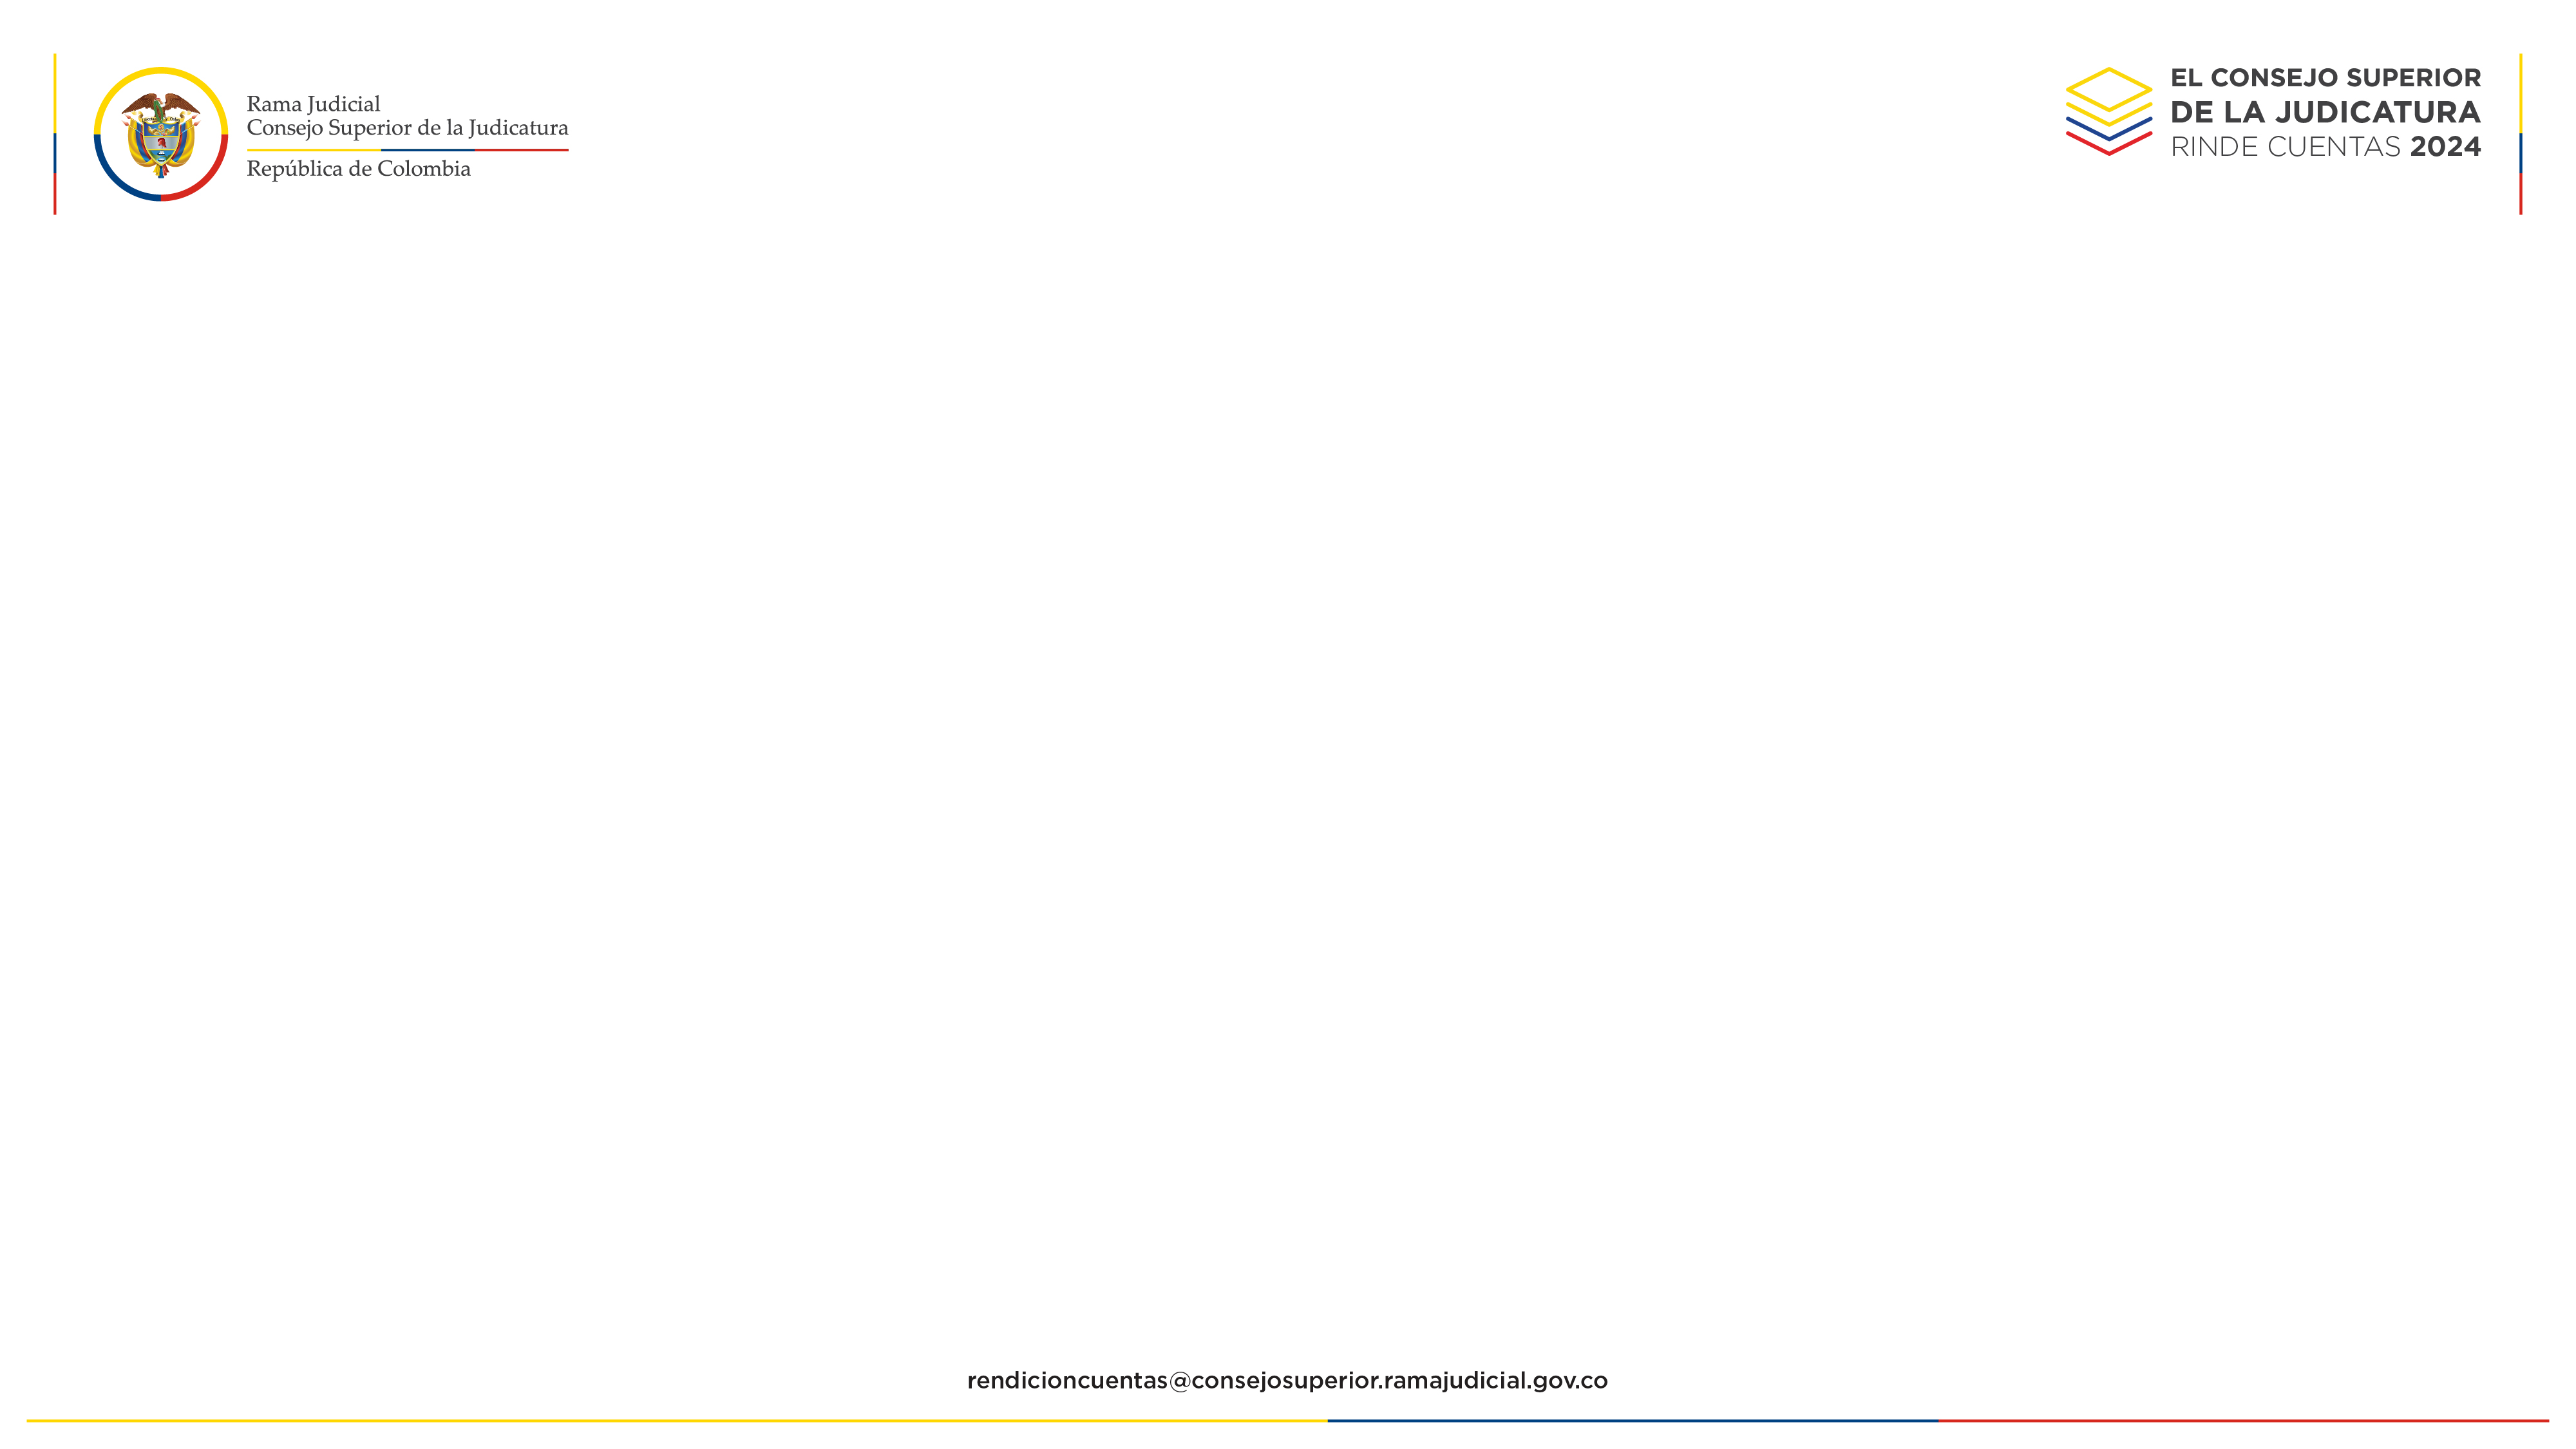 Rama Judicial
Consejo Superior de la Judicatura
República de Colombia
EL CONSEJO SUPERIOR
DE LA JUDICATURA
RINDE CUENTAS 2024
rendicioncuentas@consejosuperior.ramajudicial.gov.co